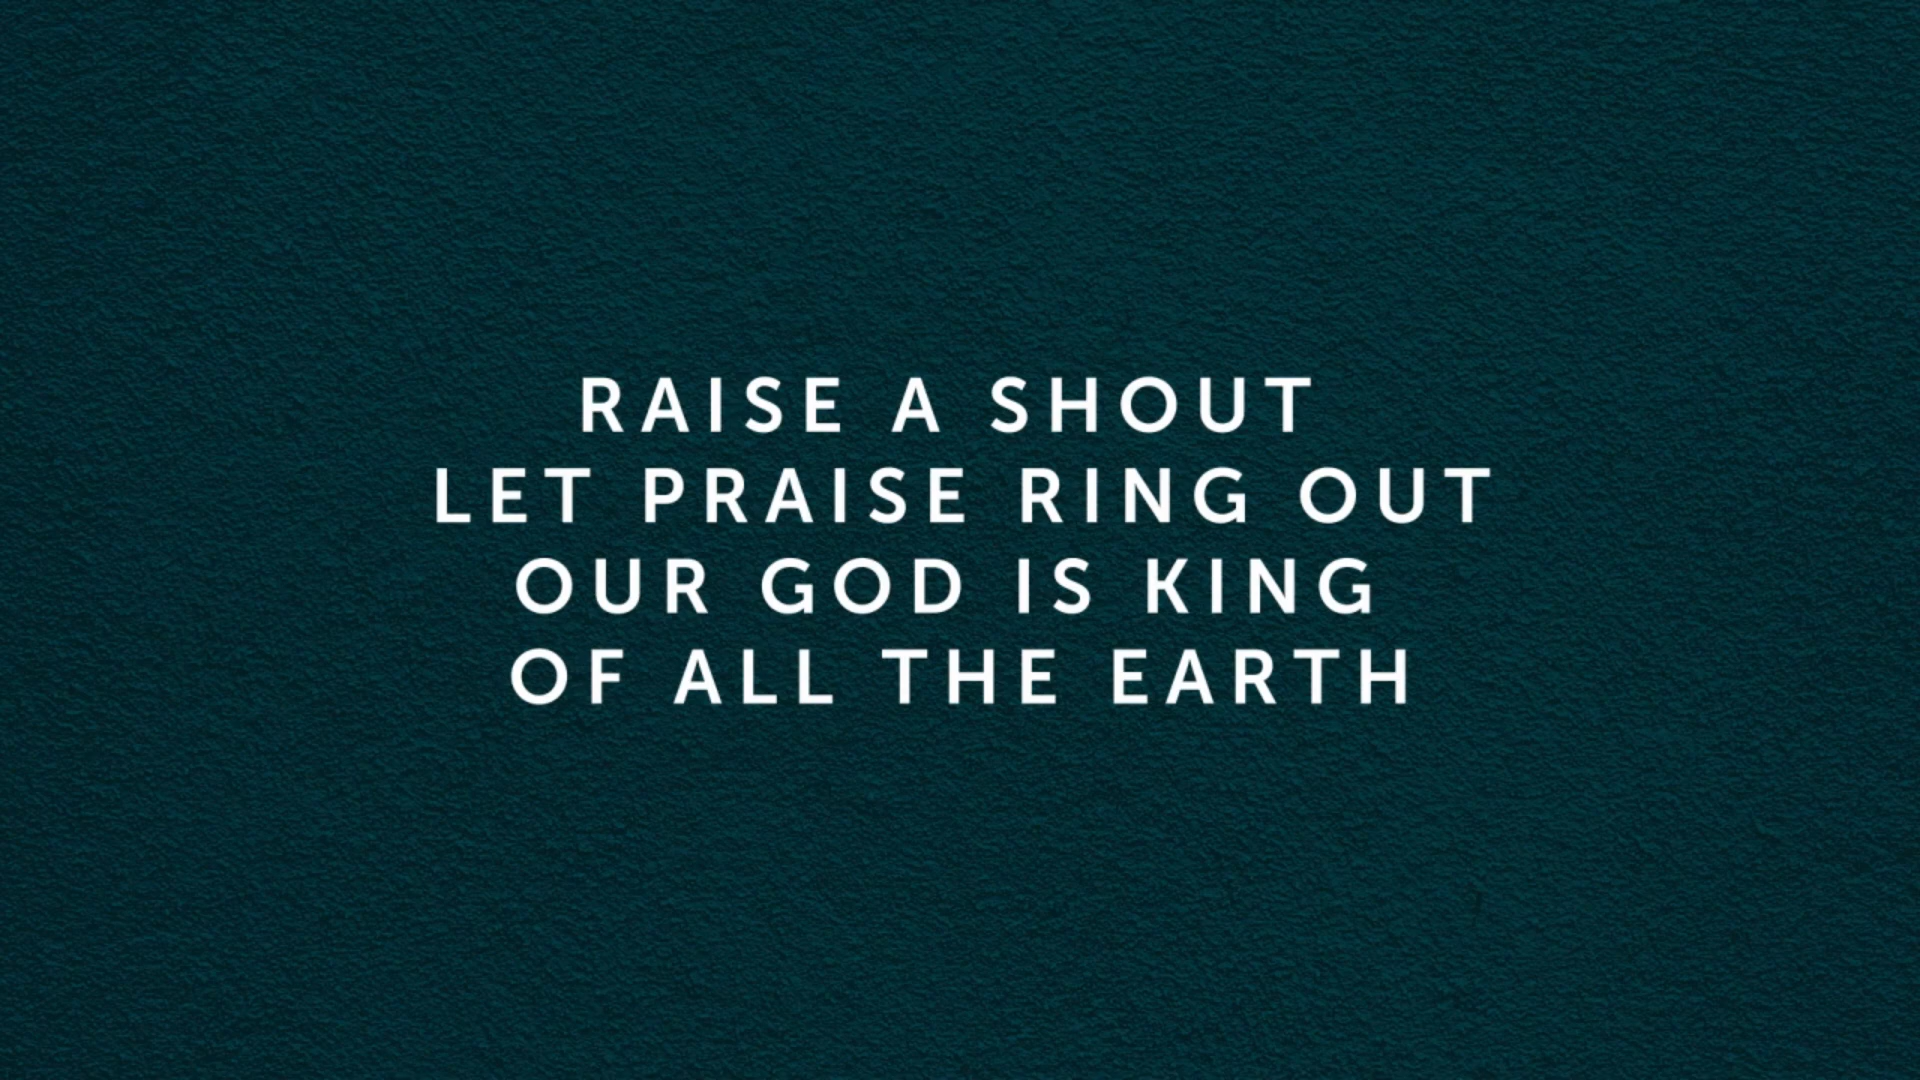 RAISE A SHOUT
LET PRAISE RING OUT
OUR GOD IS KING
OF ALL THE EARTH